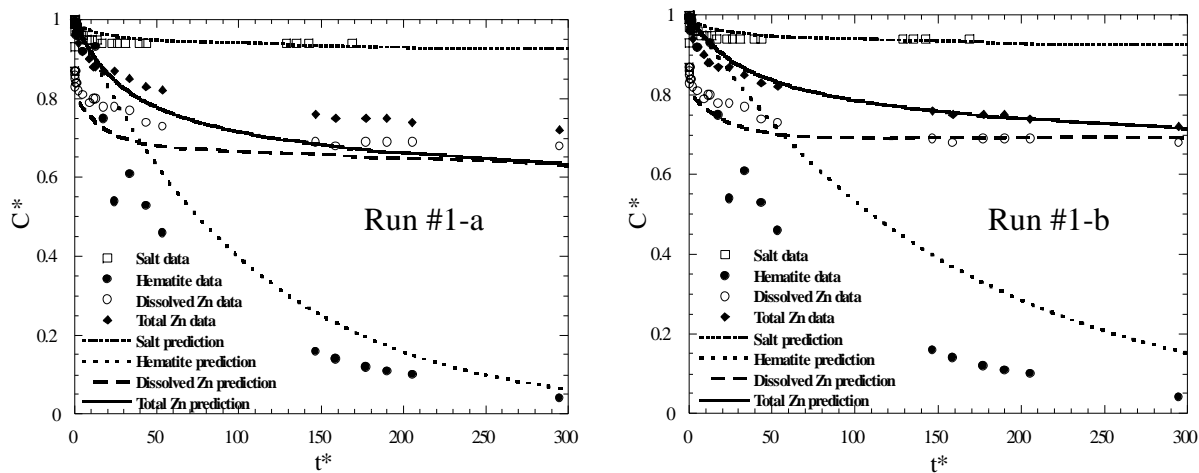 1
0.8
0.6
0.4
0.2
0
C*
Run #1-a
Salt data
Hematite data
Dissolved Zn data
Total Zn data
Salt prediction
Hematite prediction
Dissolved Zn prediction
Total Zn prediction
0 50 100 150 200 250 300
t*
1
0.8
0.6
0.4
0.2
0
C*
Run #1-b
Salt data
Hematite data
Dissolved Zn data
Total Zn data
Salt prediction
Hematite prediction
Dissolved Zn prediction
Total Zn prediction
0 50 100 150 200 250 300
t*